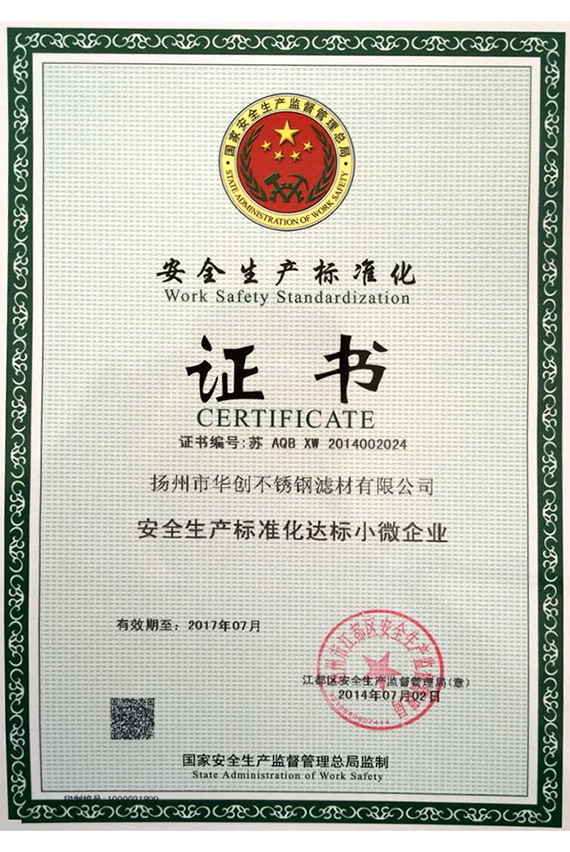 国家安全生产监督管理总局
STATE ADMINISTRATION OF WORK SAFETY
安全生产标准化
Work Safety Standardization
证书
CERTIFICATE
证书编号:苏 AQB XW 2014002024
扬州市华创不锈钢滤材有限公司
安全生产标准化达标小微企业
有效期至：2017年07月
江都区安全生产监督管理局(章)
2014年07月02日
国家安全生产监督管理总局监制
State Administration of Work Safety